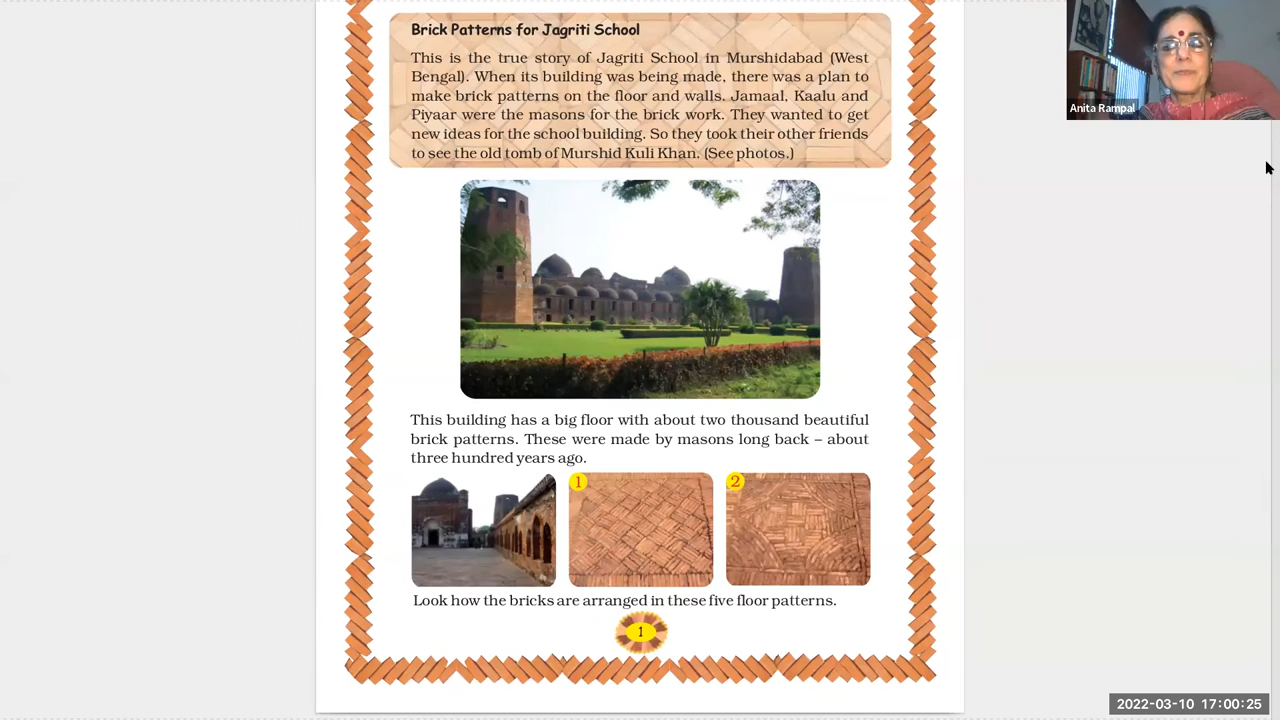 Brick Patterns for Jagriti School
This is the true story of Jagriti School in Murshidabad (West
Bengal). When its building was being made, there was a plan to
make brick patterns on the floor and walls. Jamaal, Kaalu and
Piyaar were the masons for the brick work. They wanted to get
new ideas for the school building. So they took their other friends
to see the old tomb of Murshid Kuli Khan. (See photos.)
Anita Rampal
This building has a big floor with about two thousand beautiful
brick patterns. These were made by masons long back – about
three hundred years ago.
1
2
Look how the bricks are arranged in these five floor patterns.
1
2022-03-10 17:00:25